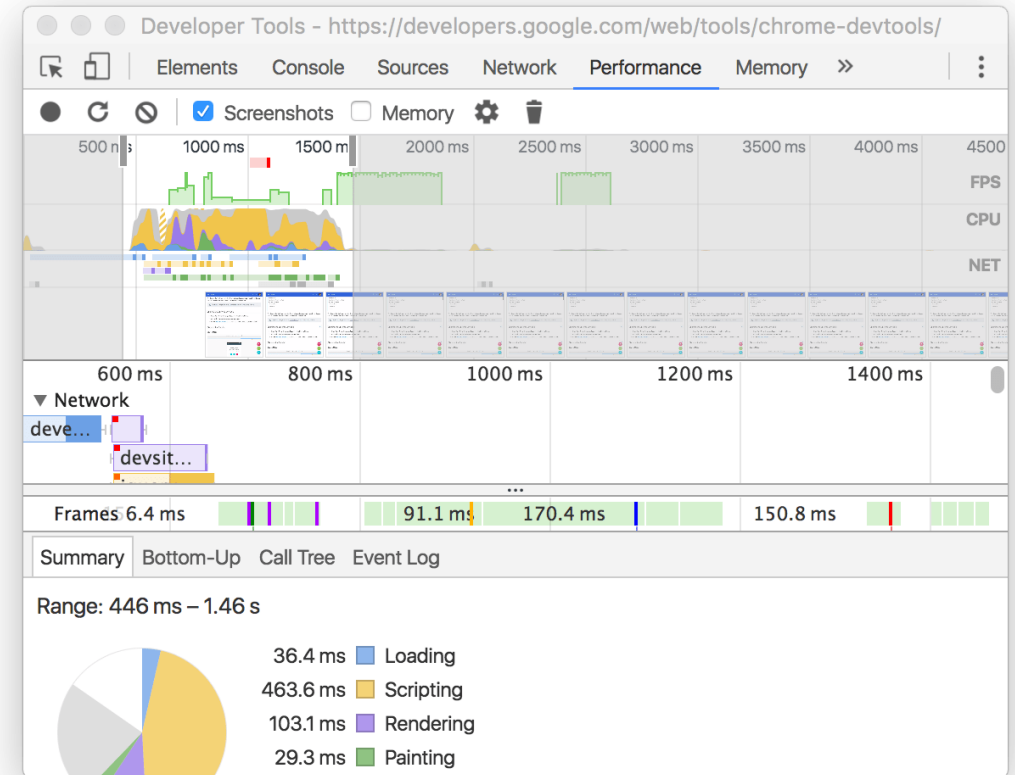 Developer Tools - https://developers.google.com/web/tools/chrome-devtools/
Elements Console Sources Network Performance Memory »
Screenshots Memory
500 1000 ms 1500 m 2000 ms 2500 ms 3000 ms 3500 ms 4000 ms 4500
FPS
CPU
NET
600 ms 800 ms 1000 ms 1200 ms 1400 ms
▼ Network
deve...
devsit...
...
Frames 6.4 ms 91.1 ms 170.4 ms 150.8 ms
Summary Bottom-Up Call Tree Event Log
Range: 446 ms – 1.46 s
36.4 ms Loading
463.6 ms Scripting
103.1 ms Rendering
29.3 ms Painting